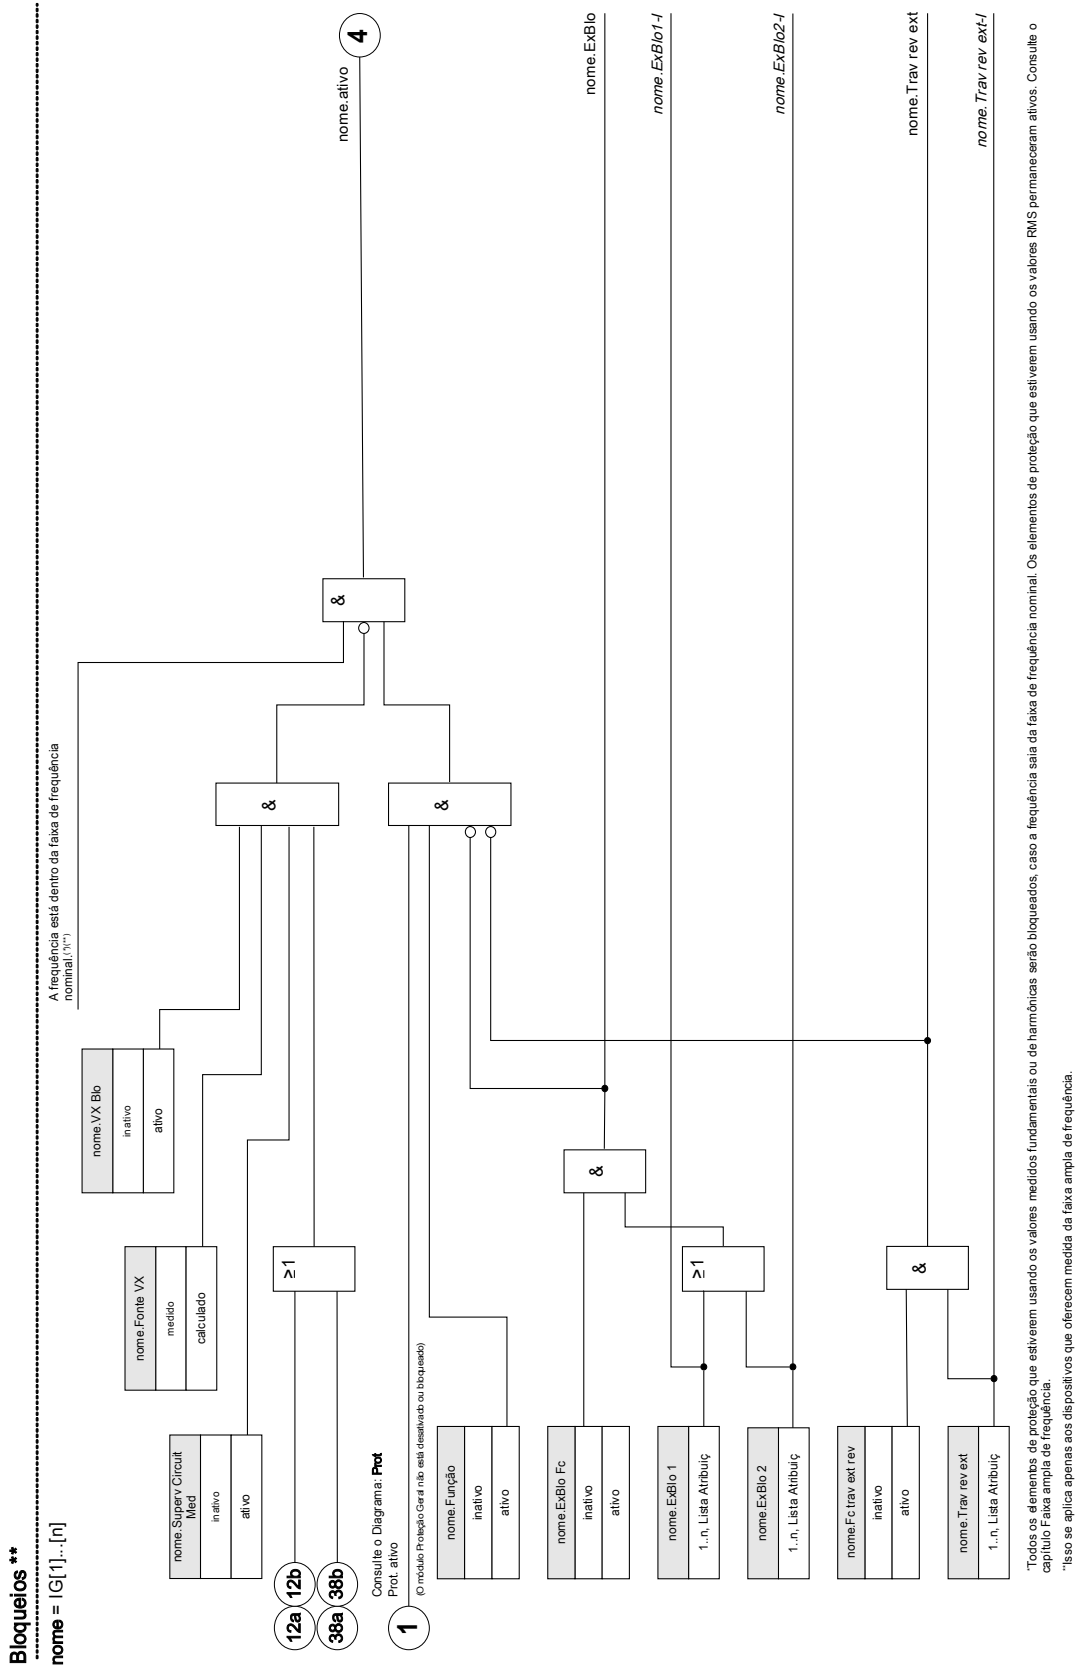 Bloqueios **
nome = IG[1]...[n]
A frequência está dentro da faixa de frequência
nominal.(*)(**)
nome.VX Blo
inativo
ativo
nome.Fonte VX
medido
calculado
nome.Superv Circuit
Med
inativo
ativo
12a
12b
38a
38b
≥1
&
&
&
nome.ativo
4
Consulte o Diagrama: Prot
Prot. ativo
1
(O módulo Proteção Geral não está desativado ou bloqueado)
nome.Função
inativo
ativo
nome.ExBlo Fc
inativo
ativo
&
nome.ExBlo
nome.ExBlo 1
1..n, Lista Atribuiç
≥1
nome.ExBlo1-I
nome.ExBlo 2
1..n, Lista Atribuiç
nome.ExBlo2-I
nome.Fc trav ext rev
inativo
ativo
&
nome.Trav rev ext
nome.Trav rev ext
1..n, Lista Atribuiç
nome.Trav rev ext-I
*Todos os elementos de proteção que estiverem usando os valores medidos fundamentais ou de harmônicas serão bloqueados, caso a frequência saia da faixa de frequência nominal. Os elementos de proteção que estiverem usando os valores RMS permaneceram ativos. Consulte o
capítulo Faixa ampla de frequência.
**Isso se aplica apenas aos dispositivos que oferecem medida da faixa ampla de frequência.